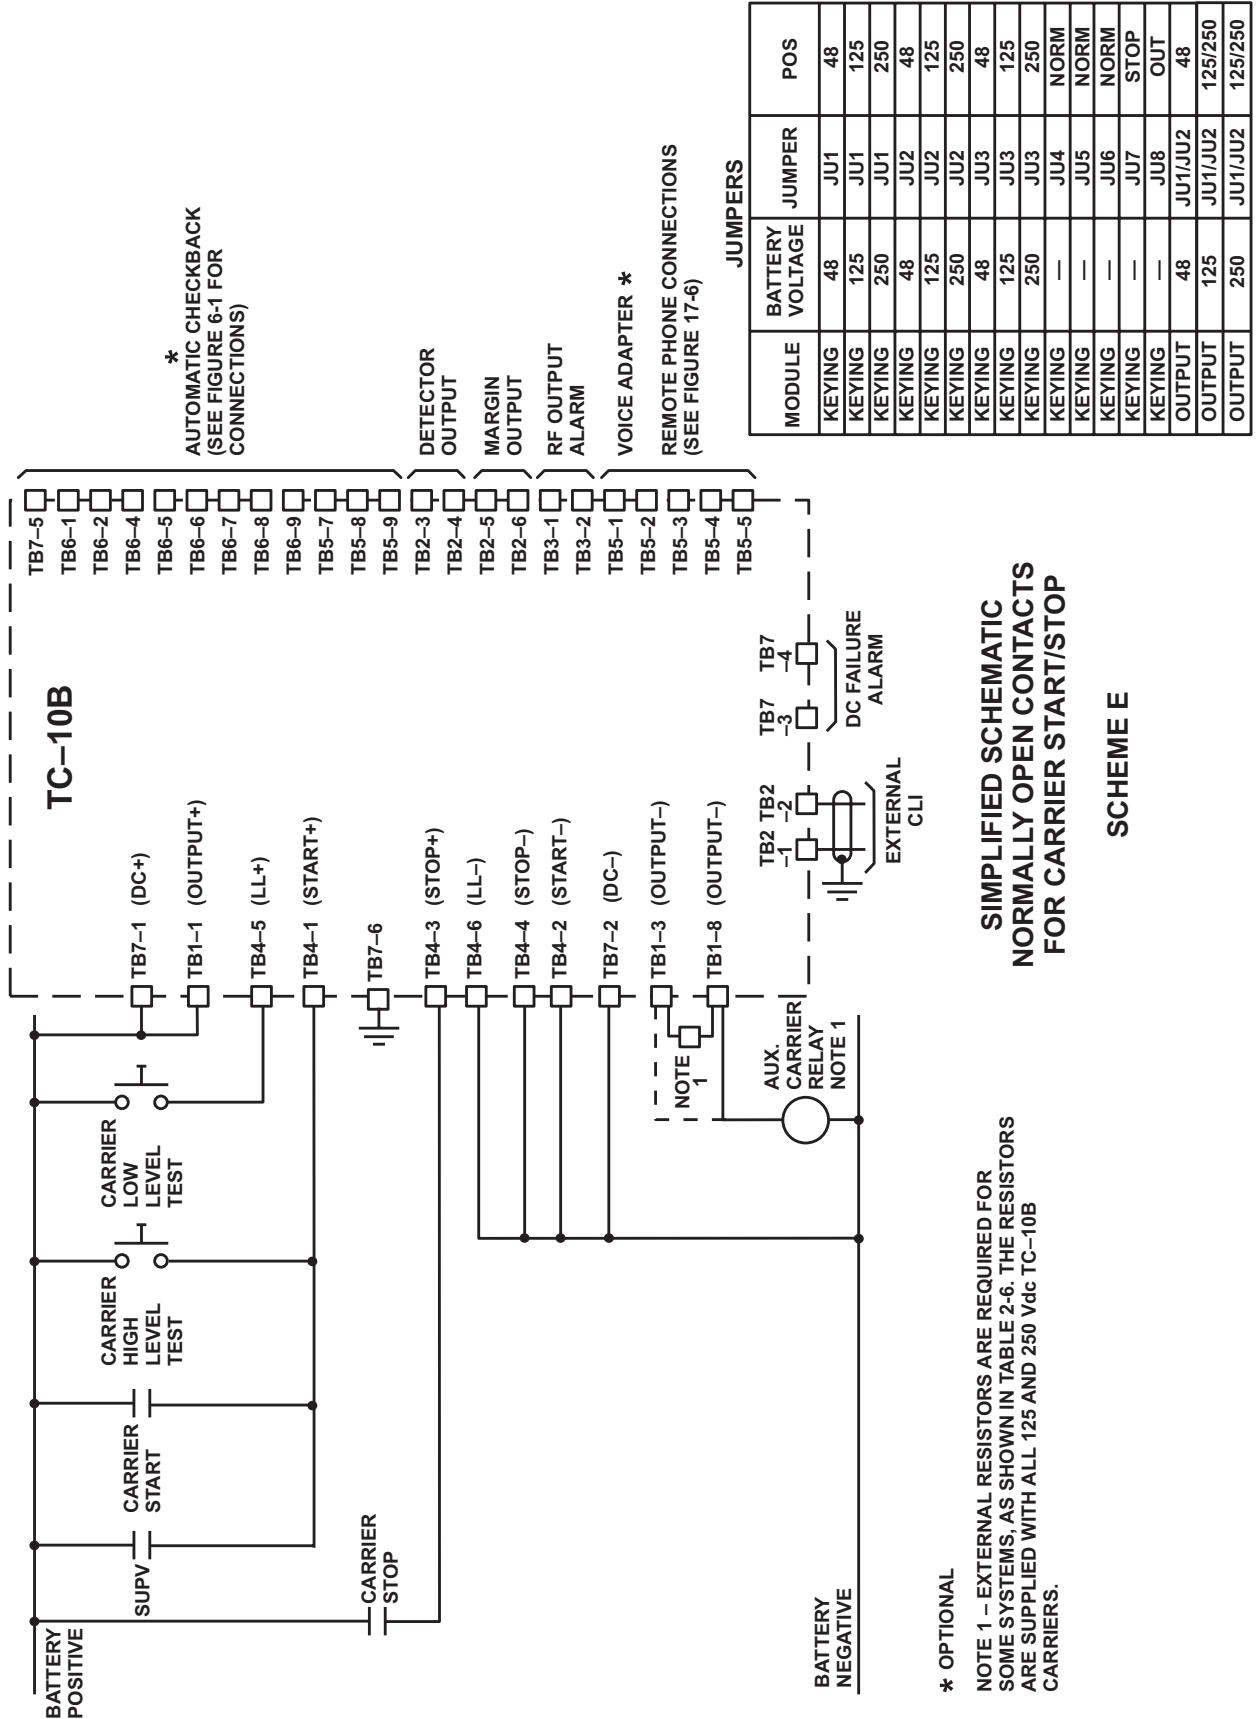 BATTERY
POSITIVE
SUPV
CARRIER
START
CARRIER
HIGH
LEVEL
TEST
CARRIER
LOW
LEVEL
TEST
CARRIER
STOP
TC–10B
TB7–1 (DC+)
TB1–1 (OUTPUT+)
TB4–5 (LL+)
TB4–1 (START+)
TB7–6
TB4–3 (STOP+)
TB4–6 (LL–)
TB4–4 (STOP–)
TB4–2 (START–)
TB7–2 (DC–)
TB1–3 (OUTPUT–)
TB1–8 (OUTPUT–)
NOTE
1
AUX.
CARRIER
RELAY
NOTE 1
BATTERY
NEGATIVE
TB2
–1
TB2
–2
EXTERNAL
CLI
TB7
–3
TB7
–4
DC FAILURE
ALARM
TB7–5
TB6–1
TB6–2
TB6–4
TB6–5
TB6–6
TB6–7
TB6–8
TB6–9
TB5–7
TB5–8
TB5–9
TB2–3
TB2–4
TB2–5
TB2–6
TB3–1
TB3–2
TB5–1
TB5–2
TB5–3
TB5–4
TB5–5
*
AUTOMATIC CHECKBACK
(SEE FIGURE 6-1 FOR
CONNECTIONS)
DETECTOR
OUTPUT
MARGIN
OUTPUT
RF OUTPUT
ALARM
VOICE ADAPTER *
REMOTE PHONE CONNECTIONS
(SEE FIGURE 17-6)
JUMPERS
MODULE BATTERY VOLTAGE JUMPER POS
KEYING 48 JU1 48
KEYING 125 JU1 125
KEYING 250 JU1 250
KEYING 48 JU2 48
KEYING 125 JU2 125
KEYING 250 JU2 250
KEYING 48 JU3 48
KEYING 125 JU3 125
KEYING 250 JU3 250
KEYING — JU4 NORM
KEYING — JU5 NORM
KEYING — JU6 NORM
KEYING — JU7 STOP
KEYING — JU8 OUT
OUTPUT 48 JU1/JU2 48
OUTPUT 125 JU1/JU2 125/250
OUTPUT 250 JU1/JU2 125/250
* OPTIONAL
NOTE 1 – EXTERNAL RESISTORS ARE REQUIRED FOR
SOME SYSTEMS, AS SHOWN IN TABLE 2-6. THE RESISTORS
ARE SUPPLIED WITH ALL 125 AND 250 Vdc TC–10B
CARRIERS.
SIMPLIFIED SCHEMATIC
NORMALLY OPEN CONTACTS
FOR CARRIER START/STOP
SCHEME E